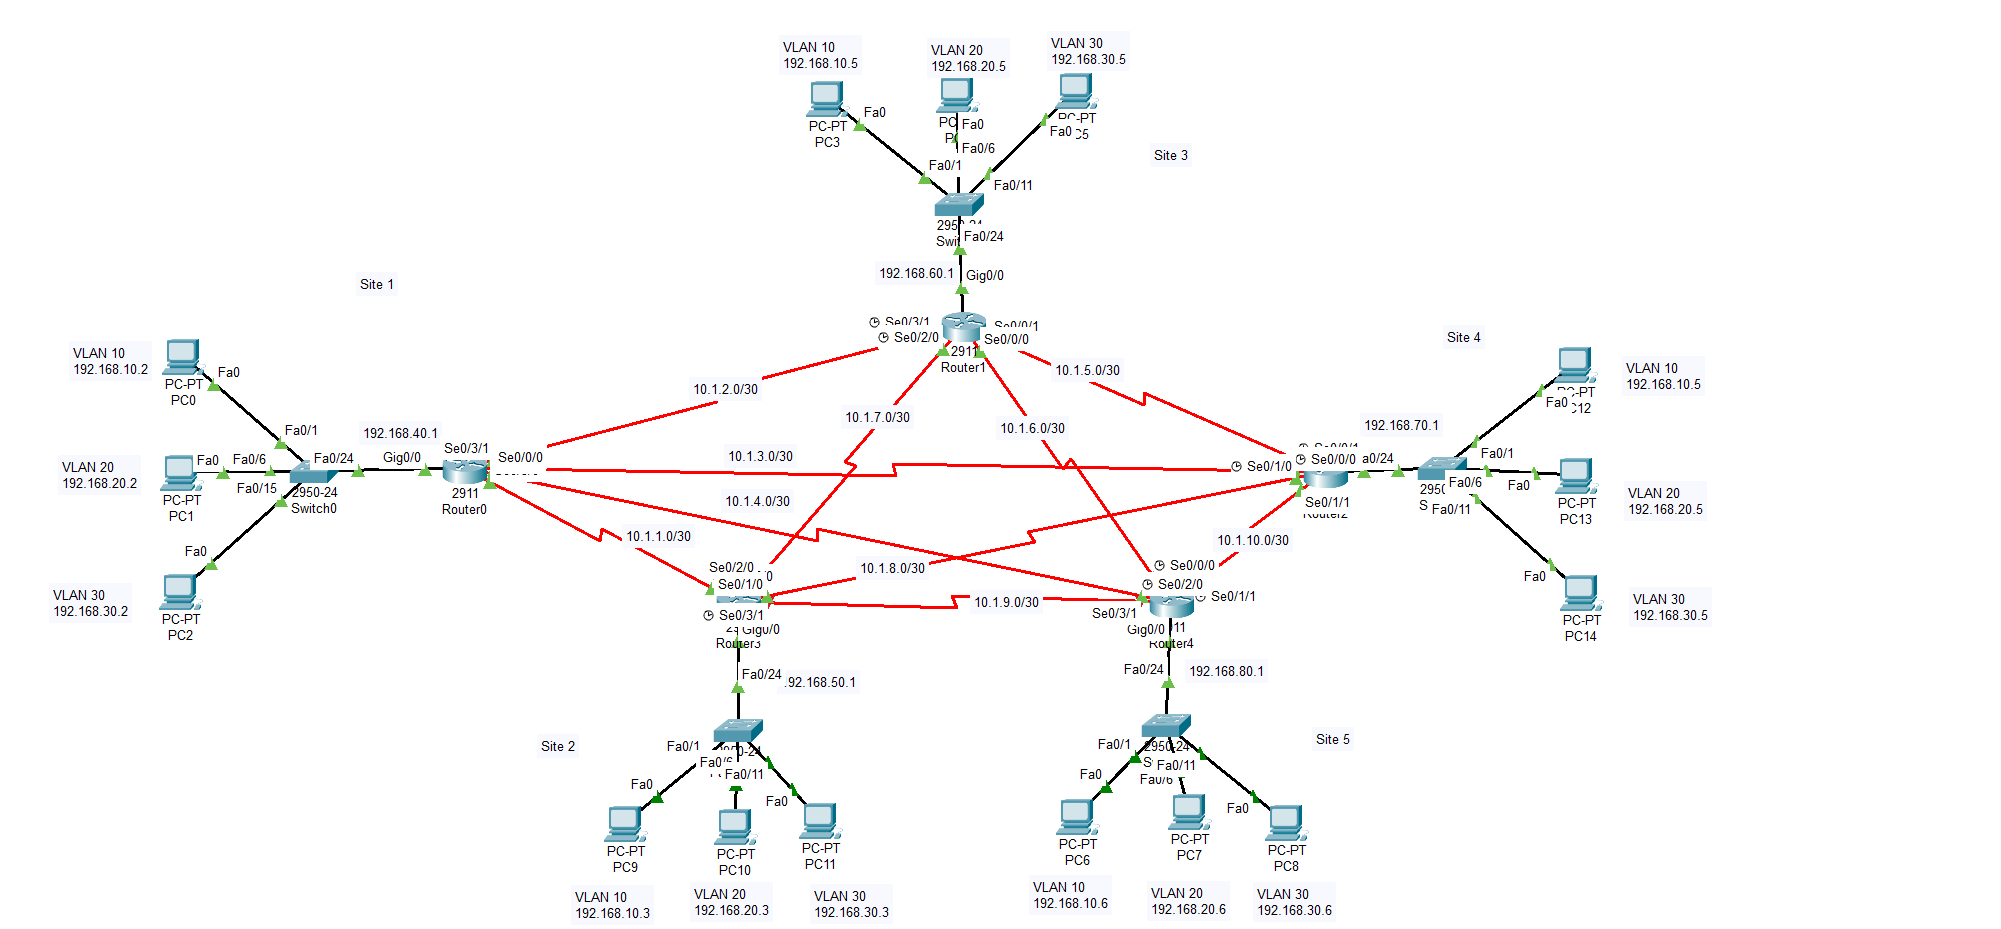 VLAN 10
192.168.10.5
VLAN 20
192.168.20.5
VLAN 30
192.168.30.5
Fa0
PC-PT
PC3
Fa0
Fa0
Fa0/6
Fa0/1
Fa0/11
Site 3
Fa0/24
192.168.60.1
Gig0/0
Se0/3/1
Se0/2/0
Se0/0/1
Se0/0/0
2911
Router1
Site 1
VLAN 10
192.168.10.2
Fa0
PC-PT
PC0
Fa0/1
VLAN 20
192.168.20.2
Fa0
Fa0/6
Fa0/24
Fa0/15
PC-PT
PC1
2950-24
Switch0
Fa0
VLAN 30
192.168.30.2
PC-PT
PC2
192.168.40.1
Gig0/0
Se0/3/1
Se0/0/0
2911
Router0
10.1.2.0/30
10.1.7.0/30
10.1.6.0/30
10.1.5.0/30
10.1.3.0/30
10.1.4.0/30
10.1.1.0/30
10.1.8.0/30
10.1.9.0/30
10.1.10.0/30
Site 4
VLAN 10
192.168.10.5
Fa0
192.168.70.1
Se0/1/0
Se0/0/0
Se0/1/1
Router2
Fa0/1
Fa0/6
Fa0/11
Fa0
PC-PT
PC13
VLAN 20
192.168.20.5
Fa0
PC-PT
PC14
VLAN 30
192.168.30.5
Se0/2/0
Se0/1/0
Se0/3/1
Gig0/0
Router3
Fa0/24
192.168.50.1
Site 2
Fa0/1
Fa0/11
Fa0
Fa0
PC-PT
PC9
PC-PT
PC10
PC-PT
PC11
VLAN 10
192.168.10.3
VLAN 20
192.168.20.3
VLAN 30
192.168.30.3
Se0/0/0
Se0/2/0
Se0/1/1
Se0/3/1
Gig0/0
Router4
Fa0/24
192.168.80.1
Site 5
Fa0/1
2950-24
Fa0/11
Fa0/6
Fa0
Fa0
PC-PT
PC6
PC-PT
PC7
PC-PT
PC8
VLAN 10
192.168.10.6
VLAN 20
192.168.20.6
VLAN 30
192.168.30.6